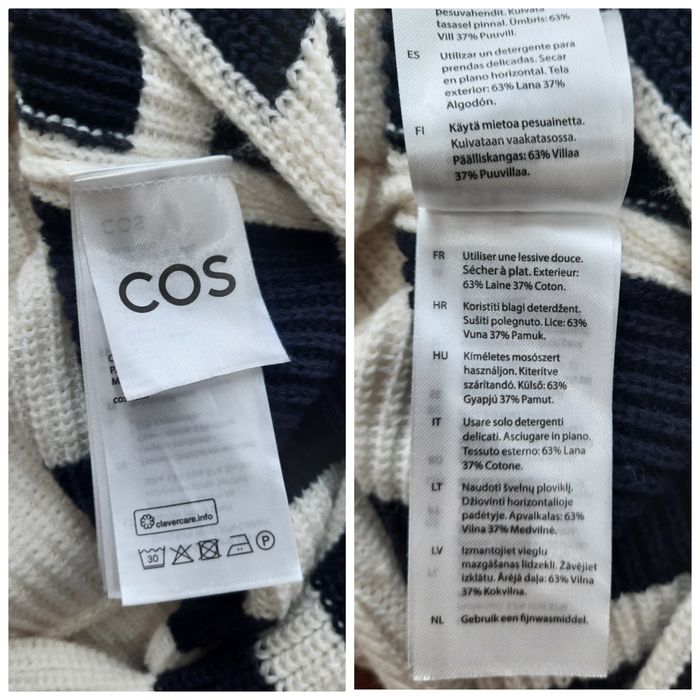 COS
COS
clevercare.info
30
P
pesuvahendit. Kuivata
tasasel pinnal. Ümbris: 63%
Vill 37% Puuvill.
ES Utilizar un detergente para
prendas delicadas. Secar
en plano horizontal. Tela
exterior: 63% Lana 37%
Algodón.
FI Käytä mietoa pesuainetta.
Kuivataan vaakatasossa.
Päälliskangas: 63% Villaa
37% Puuvillaa.
FR Utiliser une lessive douce.
Sécher à plat. Exterieur:
63% Laine 37% Coton.
HR Koristiti blagi deterdžent.
Sušiti polegnuto. Lice: 63%
Vuna 37% Pamuk.
HU Kíméletes mosószert
használjon. Kiterítve
szárítandó. Külső: 63%
Gyapjú 37% Pamut.
IT Usare solo detergenti
delicati. Asciugare in piano.
Tessuto esterno: 63% Lana
37% Cotone.
LT Naudoti švelnų ploviklį.
Džiovinti horizontalioje
padėtyje. Apvalkalas: 63%
Vilna 37% Medvilnė.
LV Izmantojiet vieglu
mazgāšanas līdzekli. Žāvējiet
izklātu. Ārējā daļa: 63% Vilna
37% Kokvilna.
NL Gebruik een fijnwasmiddel.